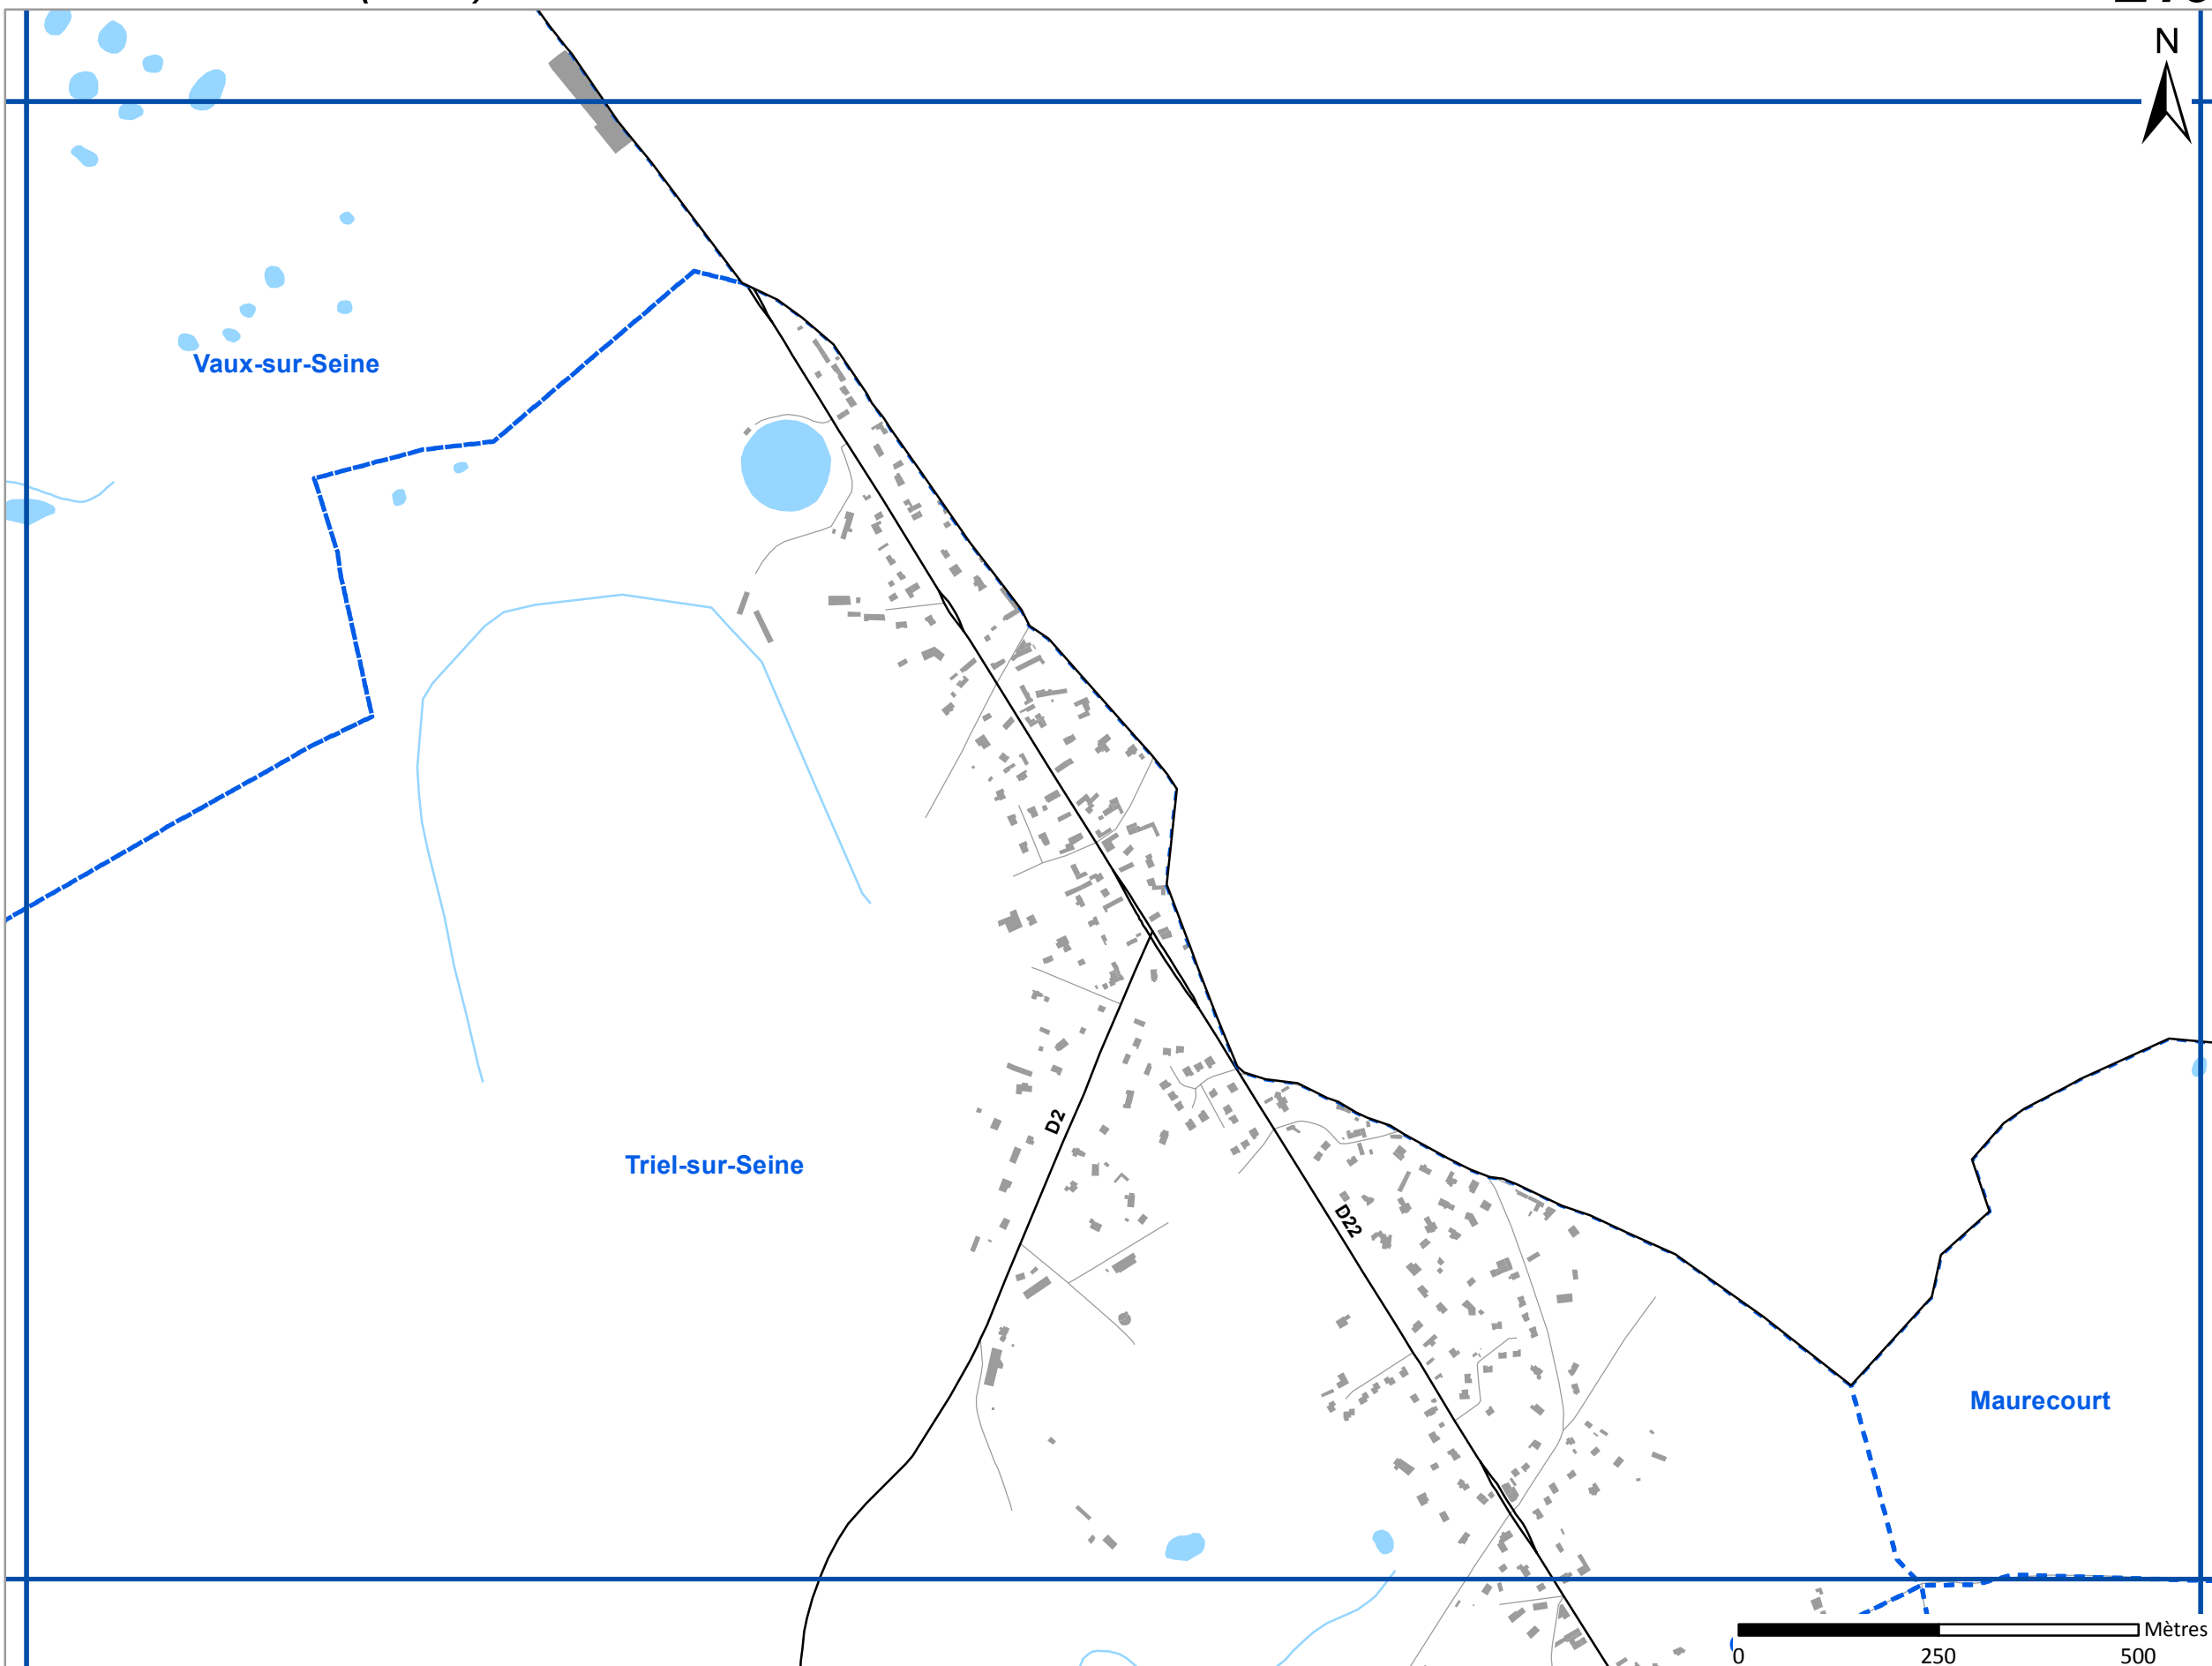 N
Vaux-sur-Seine
D2
Triel-sur-Seine
D22
Maurecourt
Mètres
0 250 500